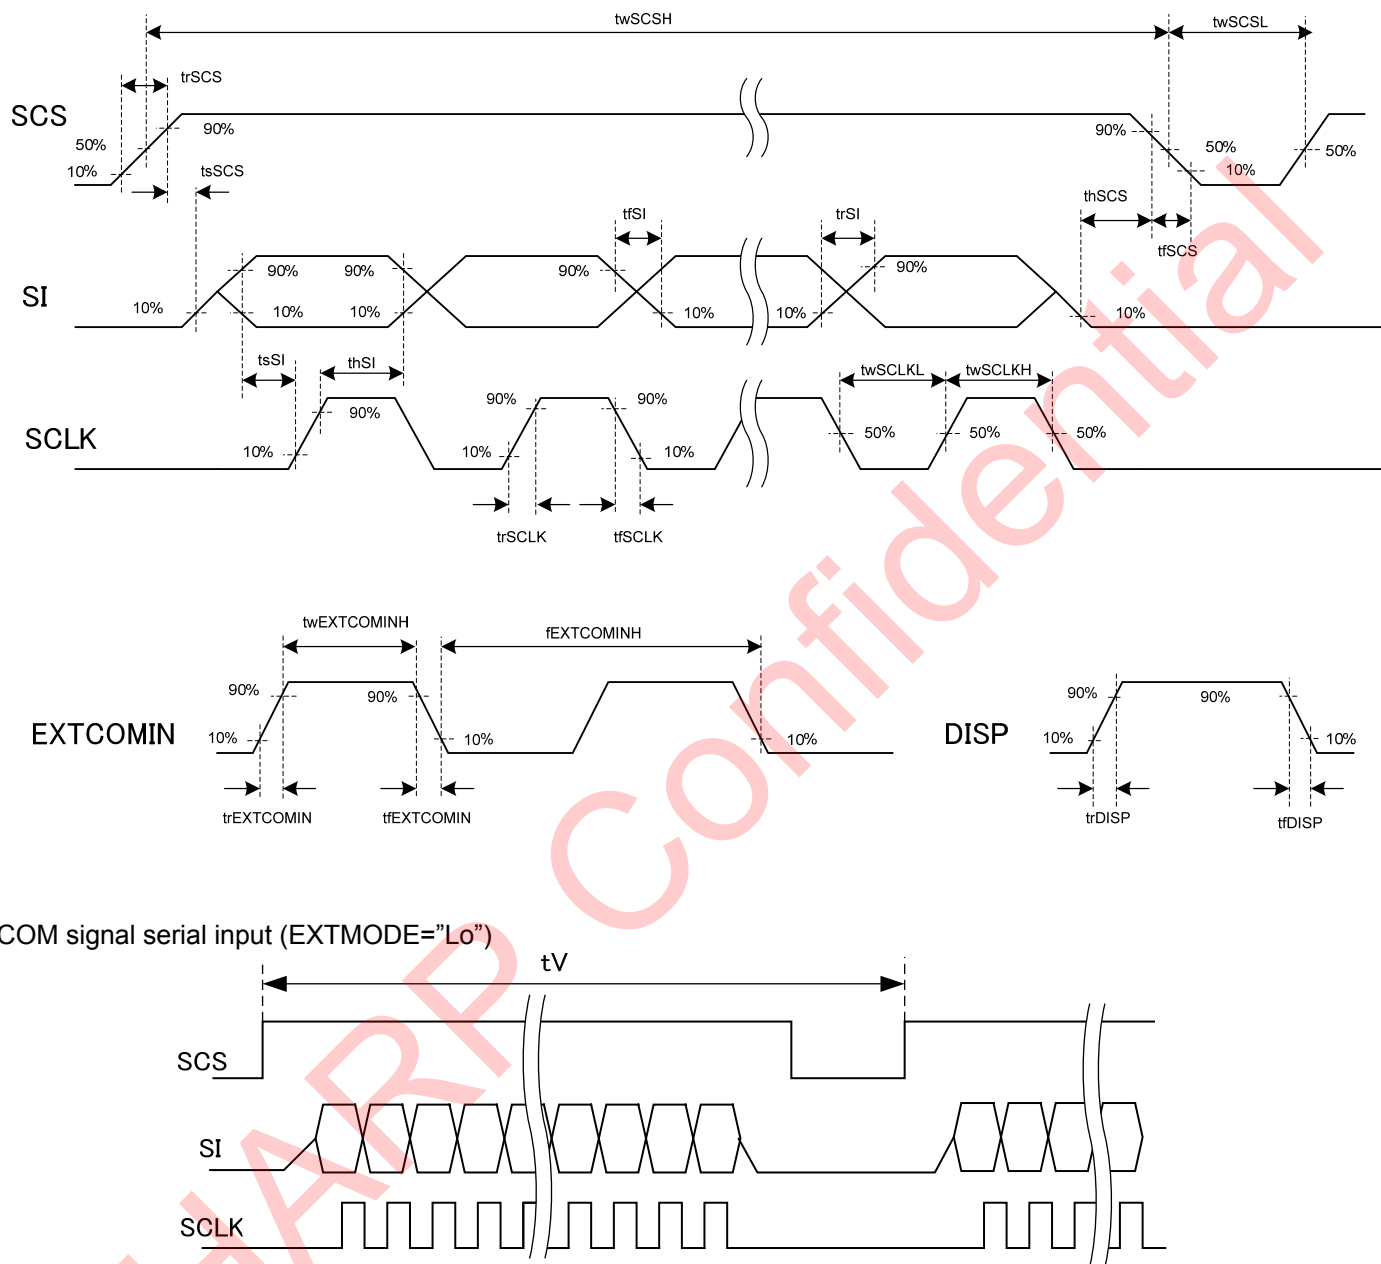 twSCSH
twSCSL
trSCS
SCS
90%
50%
10%
tsSCS
90%
50%
10%
50%
thSCS
tfSCS
tfSI
trSI
SI
90%
90%
90%
90%
10%
10%
10%
10%
10%
10%
tsSI
thSI
twSCLKL
twSCLKH
SCLK
90%
90%
90%
10%
10%
10%
50%
50%
50%
trSCLK
tfSCLK
twEXTCOMINH
fEXTCOMINH
EXTCOMIN
90%
90%
10%
10%
10%
trEXTCOMIN
tfEXTCOMIN
DISP
90%
90%
10%
10%
trDISP
tfDISP
COM signal serial input (EXTMODE=”Lo”)
tV
SCS
SI
SCLK
HARP Confidential